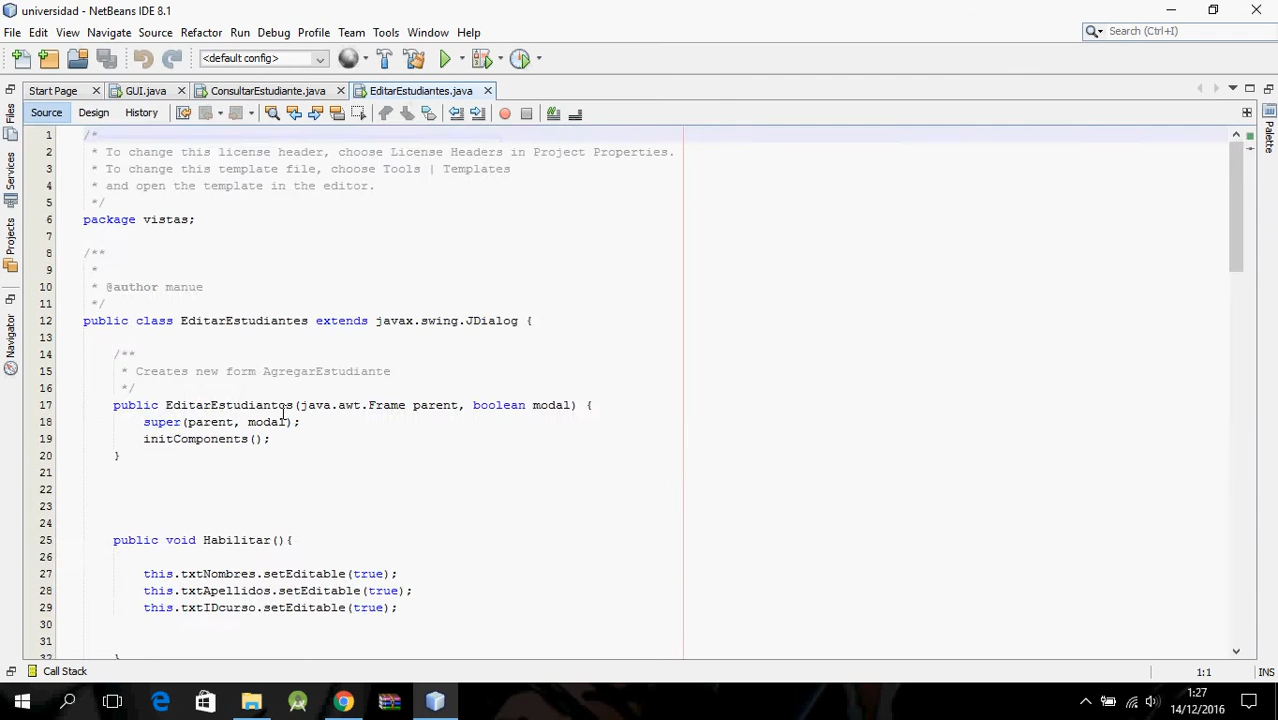 universidad - NetBeans IDE 8.1
File Edit View Navigate Source Refactor Run Debug Profile Team Tools Window Help
Search (Ctrl+I)
<default config>
Start Page
GUI.java
ConsultarEstudiante.java
EditarEstudiantes.java
Source Design History
Files
Services
Projects
Navigator
Palette
1 /*
2 * To change this license header, choose License Headers in Project Properties.
3 * To change this template file, choose Tools | Templates
4 * and open the template in the editor.
5 */
6 package vistas;
7
8 /**
9 *
10 * @author manue
11 */
12 public class EditarEstudiantes extends javax.swing.JDialog {
13
14 /**
15 * Creates new form AgregarEstudiante
16 */
17 public EditarEstudiantes(java.awt.Frame parent, boolean modal) {
18 super(parent, modal);
19 initComponents();
20 }
21
22
23
24
25 public void Habilitar(){
26
27 this.txtNombres.setEditable(true);
28 this.txtApellidos.setEditable(true);
29 this.txtIDcurso.setEditable(true);
30
31
}
Call Stack
1:1
INS
1:27
14/12/2016